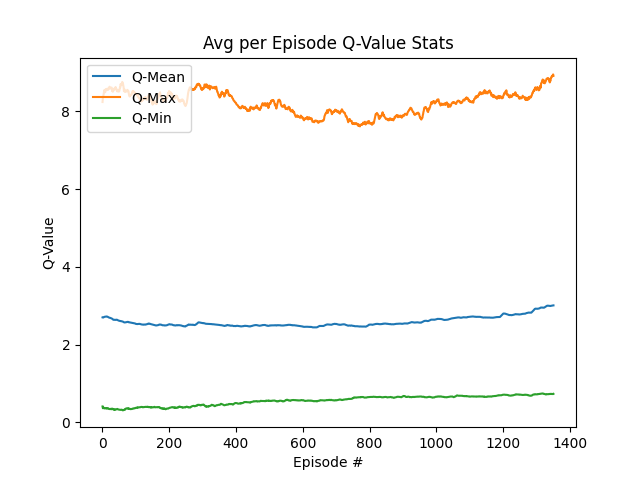 Avg per Episode Q-Value Stats
Q-Mean
Q-Max
Q-Min
Q-Value
8
6
4
2
0
0 200 400 600 800 1000 1200 1400
Episode #